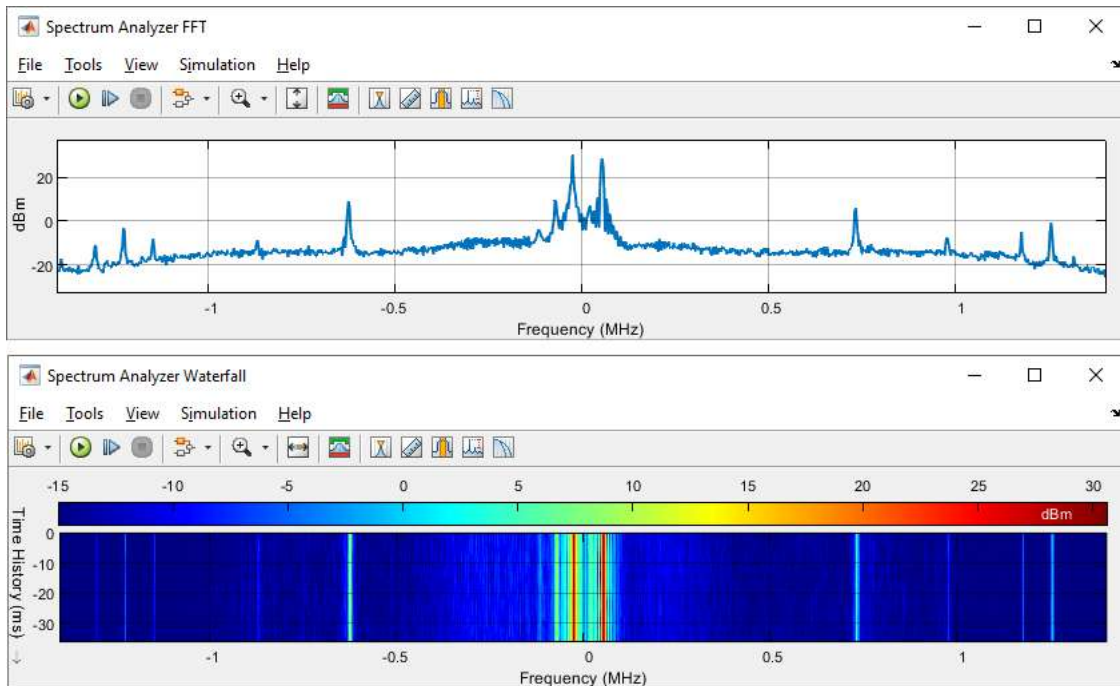 Spectrum Analyzer FFT
File Tools View Simulation Help
20
0
-20
dBm
-1 -0.5 0 0.5 1
Frequency (MHz)
Spectrum Analyzer Waterfall
File Tools View Simulation Help
-15 -10 -5 0 5 10 15 20 25 30
dBm
Time History (ms)
0
-10
-20
-30
-1 -0.5 0 0.5 1
Frequency (MHz)